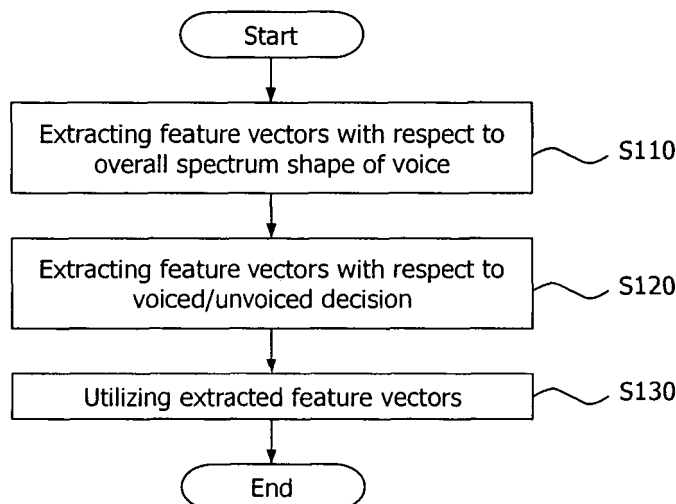 Start
Extracting feature vectors with respect to
overall spectrum shape of voice
S110
Extracting feature vectors with respect to
voiced/unvoiced decision
S120
Utilizing extracted feature vectors
S130
End